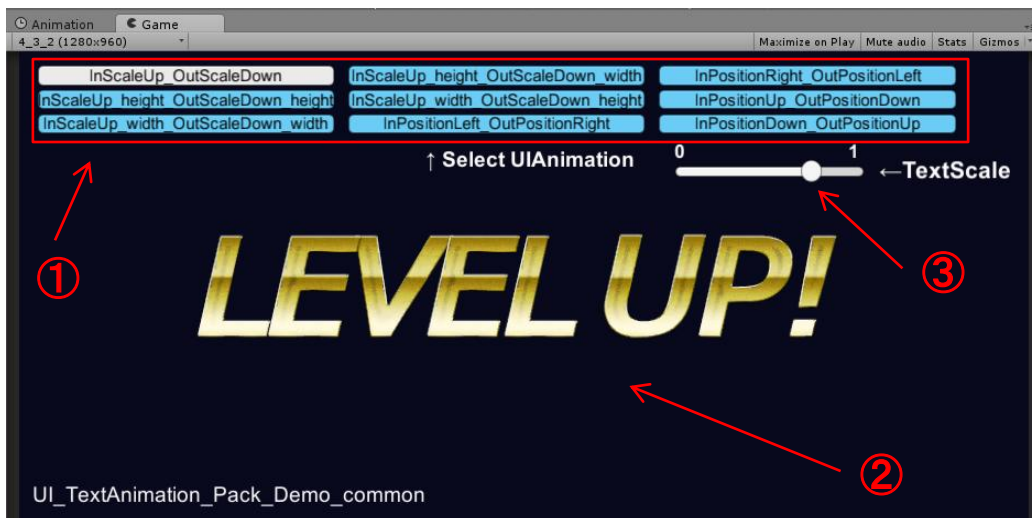 Animation Game
4_3_2 (1280x960) Maximize on Play Mute audio Stats Gizmos
InScaleUp_OutScaleDown InScaleUp_height_OutScaleDown_width InPositionRight_OutPositionLeft
nScaleUp_height_OutScaleDown_height InScaleUp_width_OutScaleDown_height InPositionUp_OutPositionDown
InScaleUp_width_OutScaleDown_width InPositionLeft_OutPositionRight InPositionDown_OutPositionUp
↑ Select UIAnimation 0 1 ←TextScale
① ③
LEVEL UP!
②
UI_TextAnimation_Pack_Demo_common